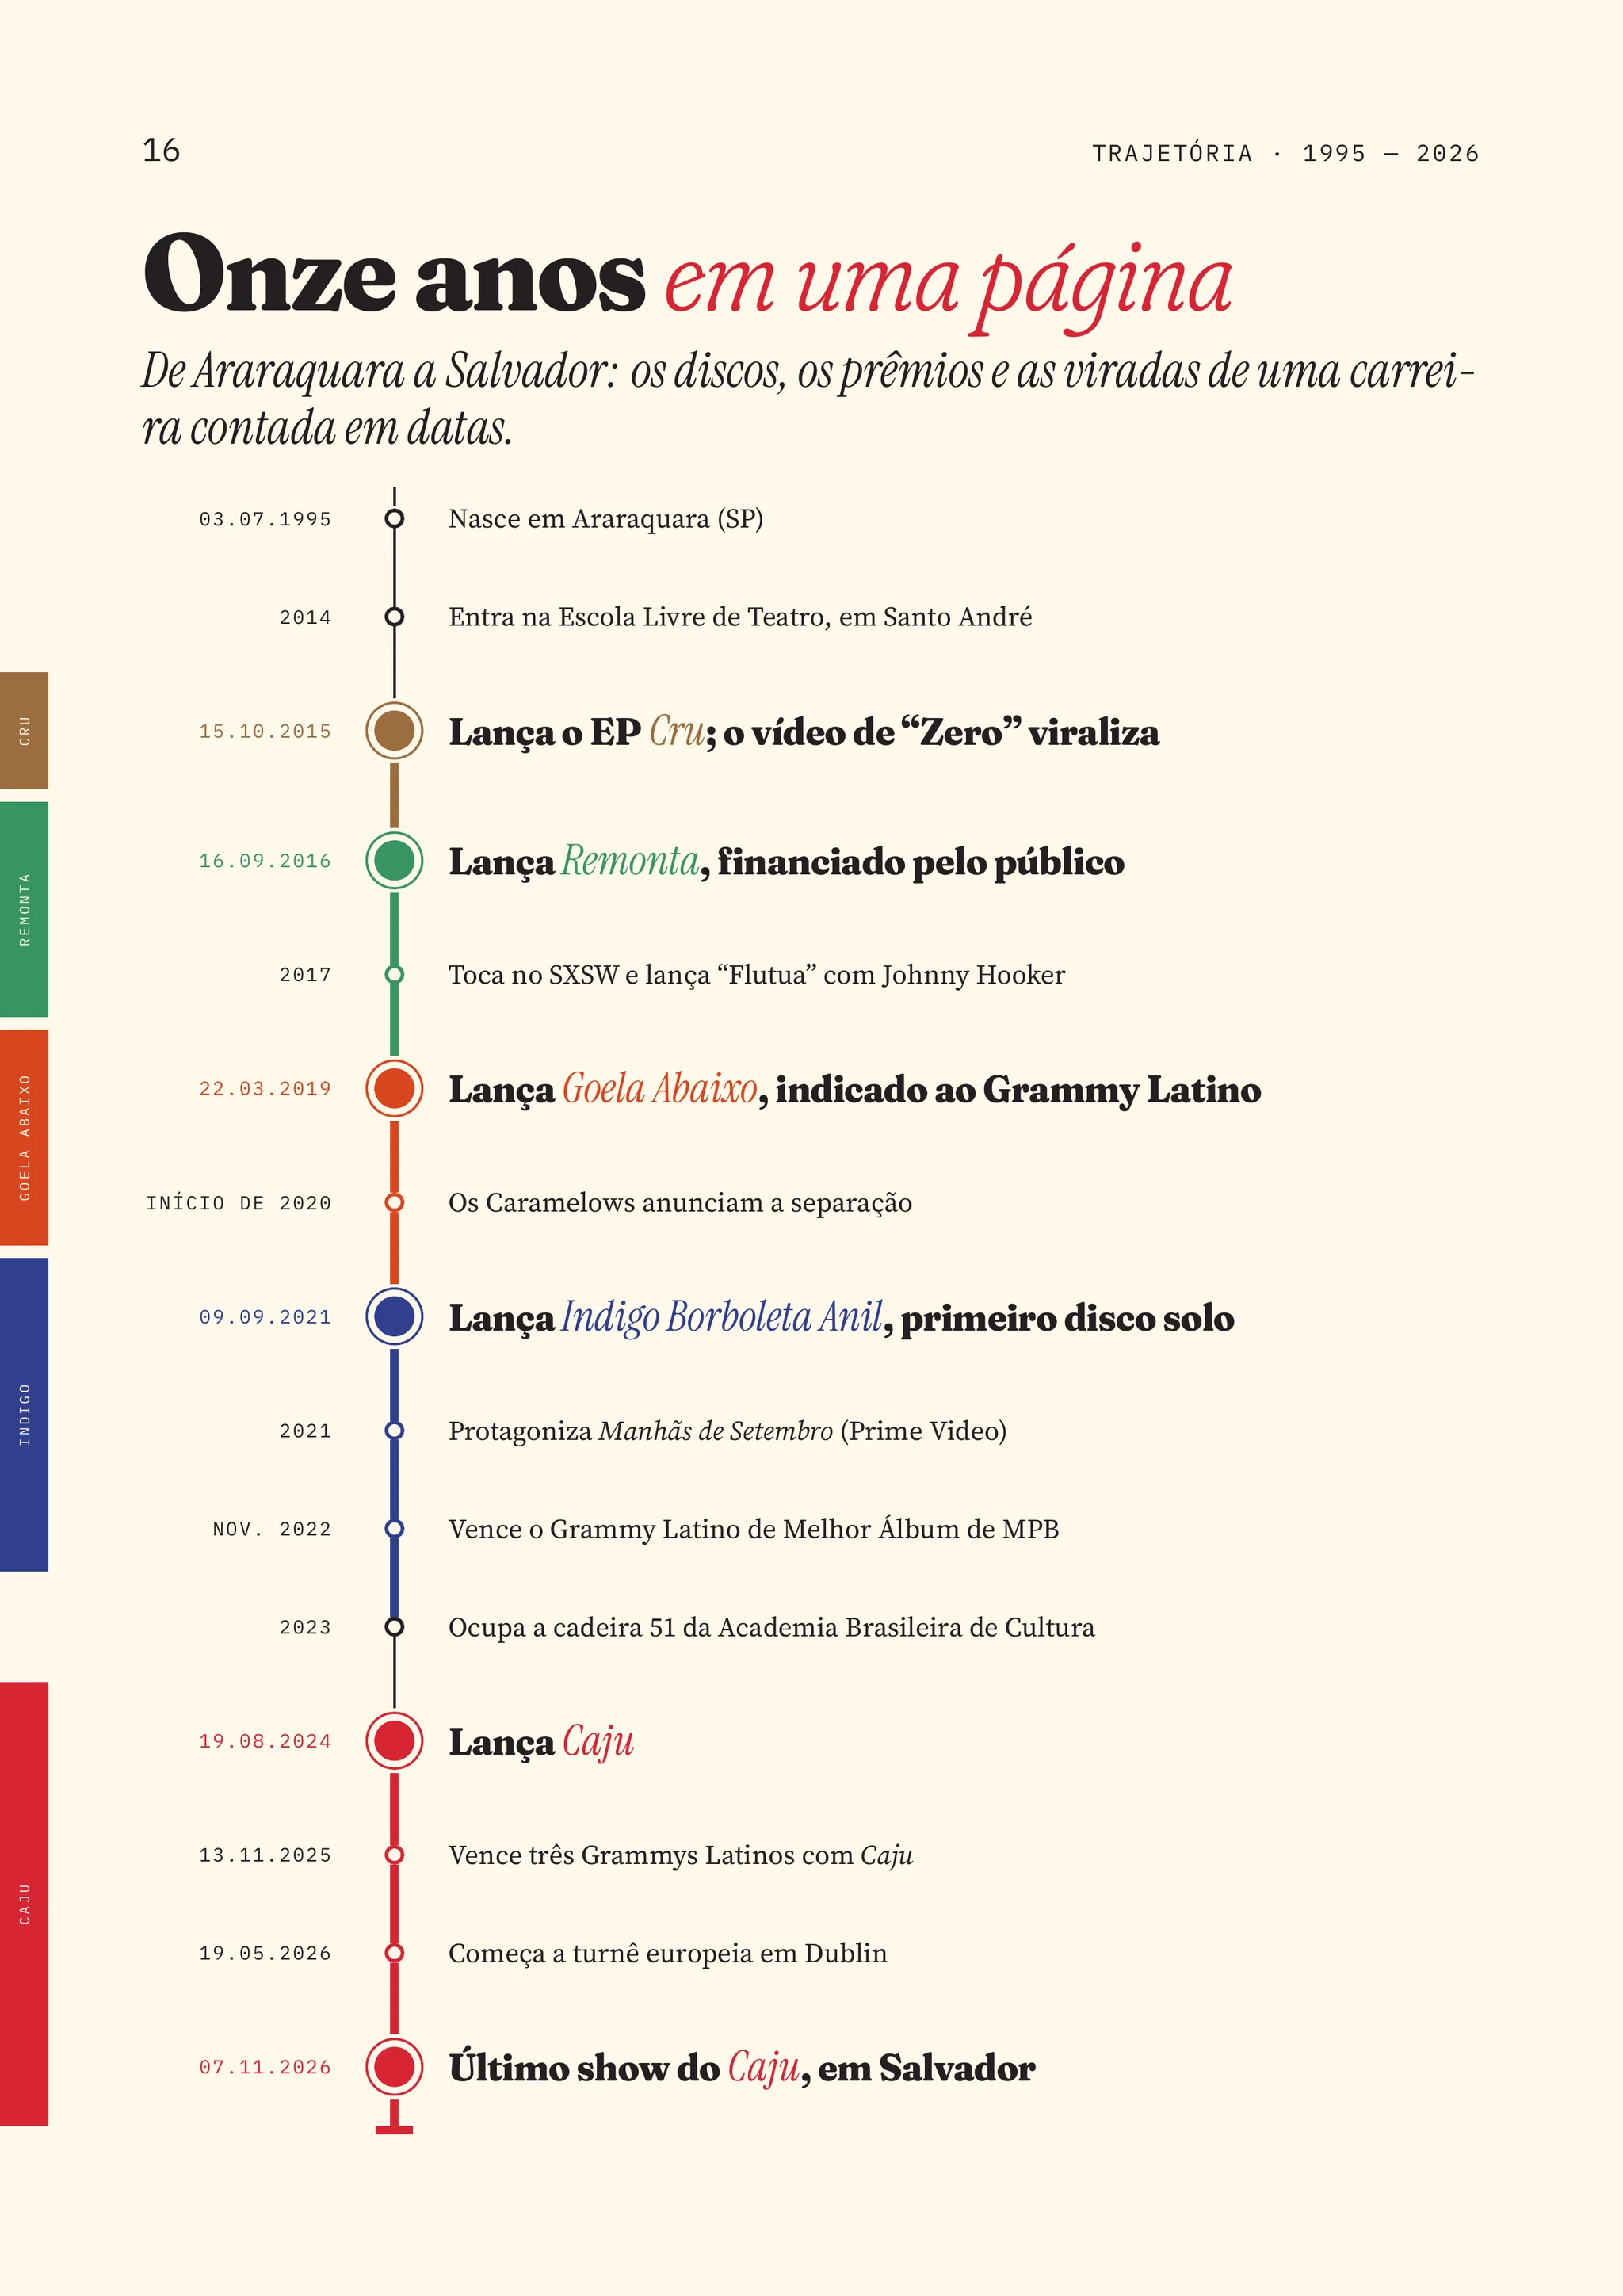 16
TRAJETÓRIA · 1995 — 2026
Onze anos em uma página
De Araraquara a Salvador: os discos, os prêmios e as viradas de uma carrei-
ra contada em datas.
03.07.1995 Nasce em Araraquara (SP)
2014 Entra na Escola Livre de Teatro, em Santo André
CRU
15.10.2015 Lança o EP Cru; o vídeo de “Zero” viraliza
REMONTA
16.09.2016 Lança Remonta, financiado pelo público
2017 Toca no SXSW e lança “Flutua” com Johnny Hooker
GOELA ABAIXO
22.03.2019 Lança Goela Abaixo, indicado ao Grammy Latino
INÍCIO DE 2020 Os Caramelows anunciam a separação
INDIGO
09.09.2021 Lança Indigo Borboleta Anil, primeiro disco solo
2021 Protagoniza Manhãs de Setembro (Prime Video)
NOV. 2022 Vence o Grammy Latino de Melhor Álbum de MPB
2023 Ocupa a cadeira 51 da Academia Brasileira de Cultura
CAJU
19.08.2024 Lança Caju
13.11.2025 Vence três Grammys Latinos com Caju
19.05.2026 Começa a turnê europeia em Dublin
07.11.2026 Último show do Caju, em Salvador